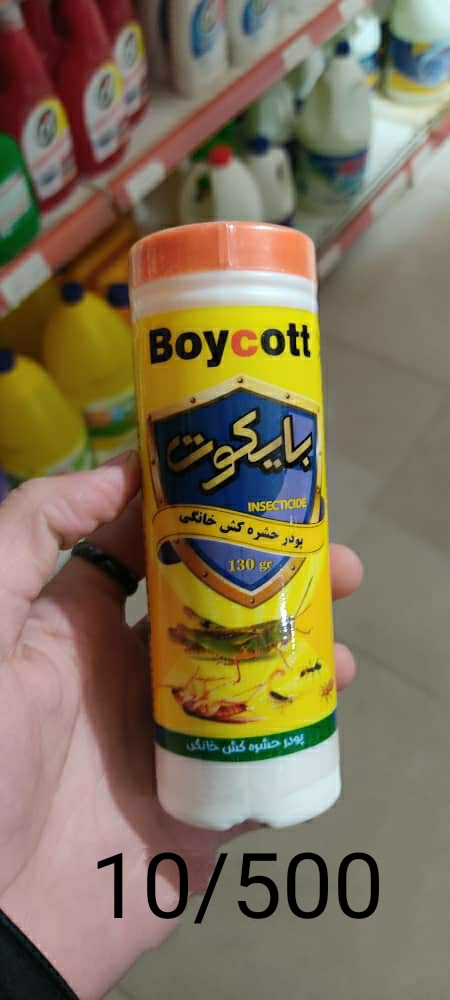 Boycott
بایکوت
INSECTICIDE
پودر حشره کش خانگی
130 gr
پودر حشره کش خانگی
10/500